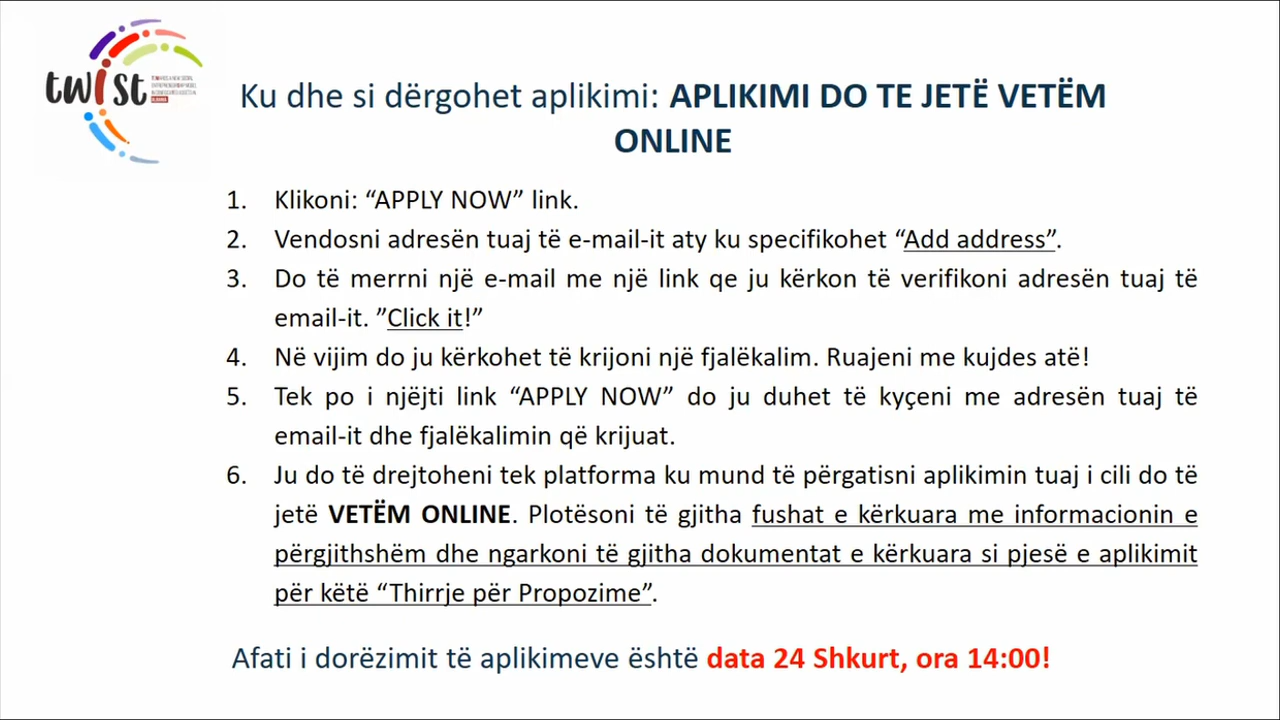 twist
Ku dhe si dërgohet aplikimi: APLIKIMI DO TE JETË VETËM
ONLINE
1. Klikoni: “APPLY NOW” link.
2. Vendosni adresën tuaj të e-mail-it aty ku specifikohet “Add address”.
3. Do të merrni një e-mail me një link qe ju kërkon të verifikoni adresën tuaj të
email-it. ”Click it!”
4. Në vijim do ju kërkohet të krijoni një fjalëkalim. Ruajeni me kujdes atë!
5. Tek po i njëjti link “APPLY NOW” do ju duhet të kyçeni me adresën tuaj të
email-it dhe fjalëkalimin që krijuat.
6. Ju do të drejtoheni tek platforma ku mund të përgatisni aplikimin tuaj i cili do të
jetë VETËM ONLINE. Plotësoni të gjitha fushat e kërkuara me informacionin e
përgjithshëm dhe ngarkoni të gjitha dokumentat e kërkuara si pjesë e aplikimit
për këtë “Thirrje për Propozime”.
Afati i dorëzimit të aplikimeve është data 24 Shkurt, ora 14:00!